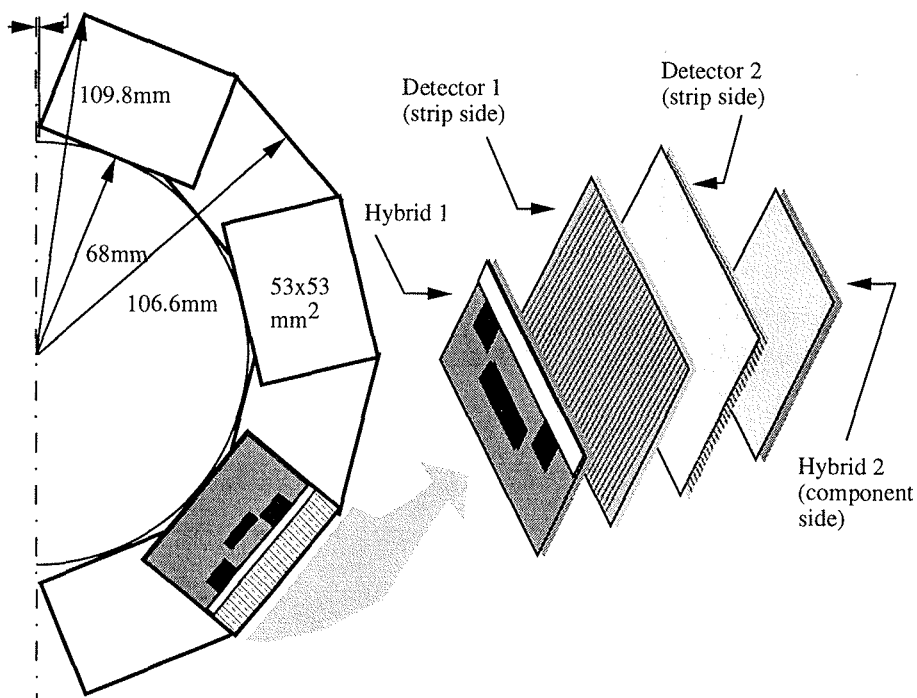 109.8mm
68mm
106.6mm
53x53
mm2
Detector 1
(strip side)
Detector 2
(strip side)
Hybrid 1
Hybrid 2
(component
side)